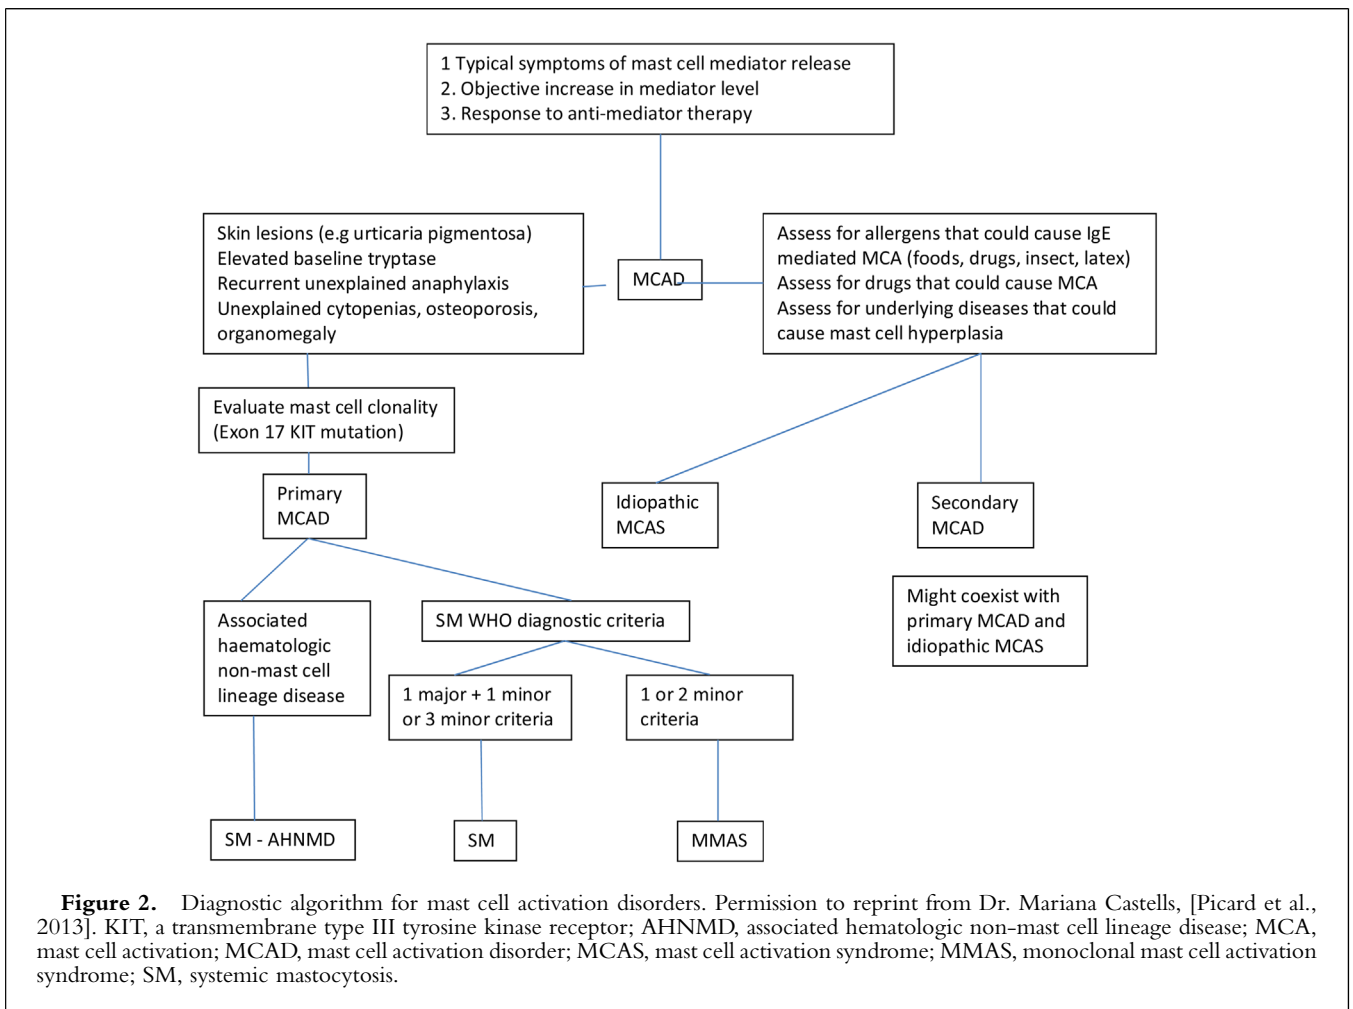 1 Typical symptoms of mast cell mediator release
2. Objective increase in mediator level
3. Response to anti-mediator therapy
Skin lesions (e.g urticaria pigmentosa)
Elevated baseline tryptase
Recurrent unexplained anaphylaxis
Unexplained cytopenias, osteoporosis,
organomegaly
MCAD
Assess for allergens that could cause IgE
mediated MCA (foods, drugs, insect, latex)
Assess for drugs that could cause MCA
Assess for underlying diseases that could
cause mast cell hyperplasia
Evaluate mast cell clonality
(Exon 17 KIT mutation)
Primary
MCAD
Idiopathic
MCAS
Secondary
MCAD
Might coexist with
primary MCAD and
idiopathic MCAS
Associated
haematologic
non-mast cell
lineage disease
SM WHO diagnostic criteria
1 major + 1 minor
or 3 minor criteria
1 or 2 minor
criteria
SM - AHNMD
SM
MMAS
Figure 2. Diagnostic algorithm for mast cell activation disorders. Permission to reprint from Dr. Mariana Castells, [Picard et al.,
2013]. KIT, a transmembrane type III tyrosine kinase receptor; AHNMD, associated hematologic non-mast cell lineage disease; MCA,
mast cell activation; MCAD, mast cell activation disorder; MCAS, mast cell activation syndrome; MMAS, monoclonal mast cell activation
syndrome; SM, systemic mastocytosis.